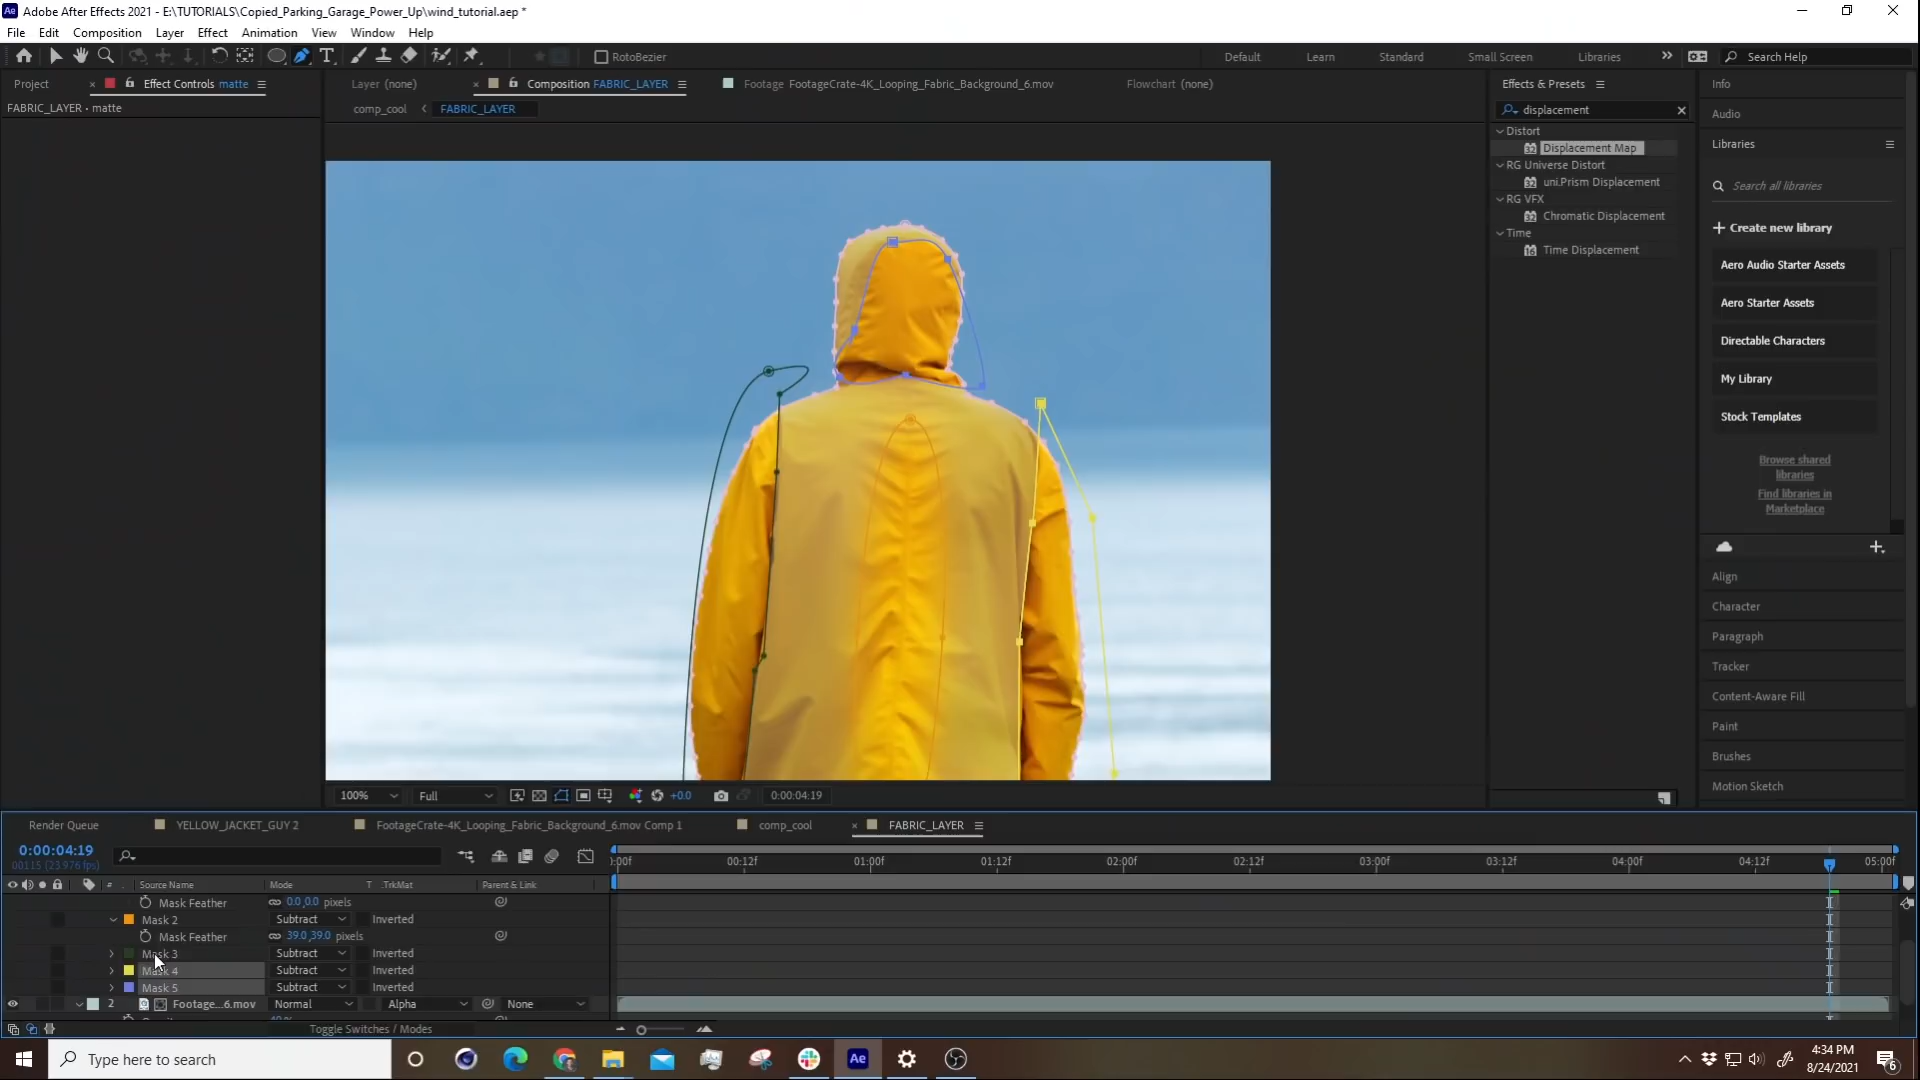 Adobe After Effects 2021 - E:\TUTORIALS\Copied_Parking_Garage_Power_Up\wind_tutorial.aep *
File Edit Composition Layer Effect Animation View Window Help
RotoBezier
Default Learn Standard Small Screen Libraries
Search Help
Project
Effect Controls matte
Layer (none)
Composition FABRIC_LAYER
Footage FootageCrate-4K_Looping_Fabric_Background_6.mov
Flowchart (none)
Effects & Presets
Info
FABRIC_LAYER • matte
comp_cool
FABRIC_LAYER
displacement
Audio
Distort
Displacement Map
RG Universe Distort
uni.Prism Displacement
RG VFX
Chromatic Displacement
Time
Time Displacement
Libraries
Search all libraries
Create new library
Aero Audio Starter Assets
Aero Starter Assets
Directable Characters
My Library
Stock Templates
Browse shared
libraries
Find libraries in
Marketplace
Align
Character
Paragraph
Tracker
Content-Aware Fill
Paint
Brushes
Motion Sketch
100% Full +0.0 0:00:04:19
Render Queue
YELLOW_JACKET_GUY 2
FootageCrate-4K_Looping_Fabric_Background_6.mov Comp 1
comp_cool
FABRIC_LAYER
0:00:04:19
00115 (23.976 fps)
:00f 00:12f 01:00f 01:12f 02:00f 02:12f 03:00f 03:12f 04:00f 04:12f 05:00f
# Source Name Mode T .TrkMat Parent & Link
Mask Feather 0.0,0.0 pixels
Mask 2 Subtract Inverted
Mask Feather 39.0,39.0 pixels
Mask 3 Subtract Inverted
Mask 4 Subtract Inverted
Mask 5 Subtract Inverted
2 Footage...6.mov Normal Alpha None
Toggle Switches / Modes
Type here to search
Ae
4:34 PM
8/24/2021
6